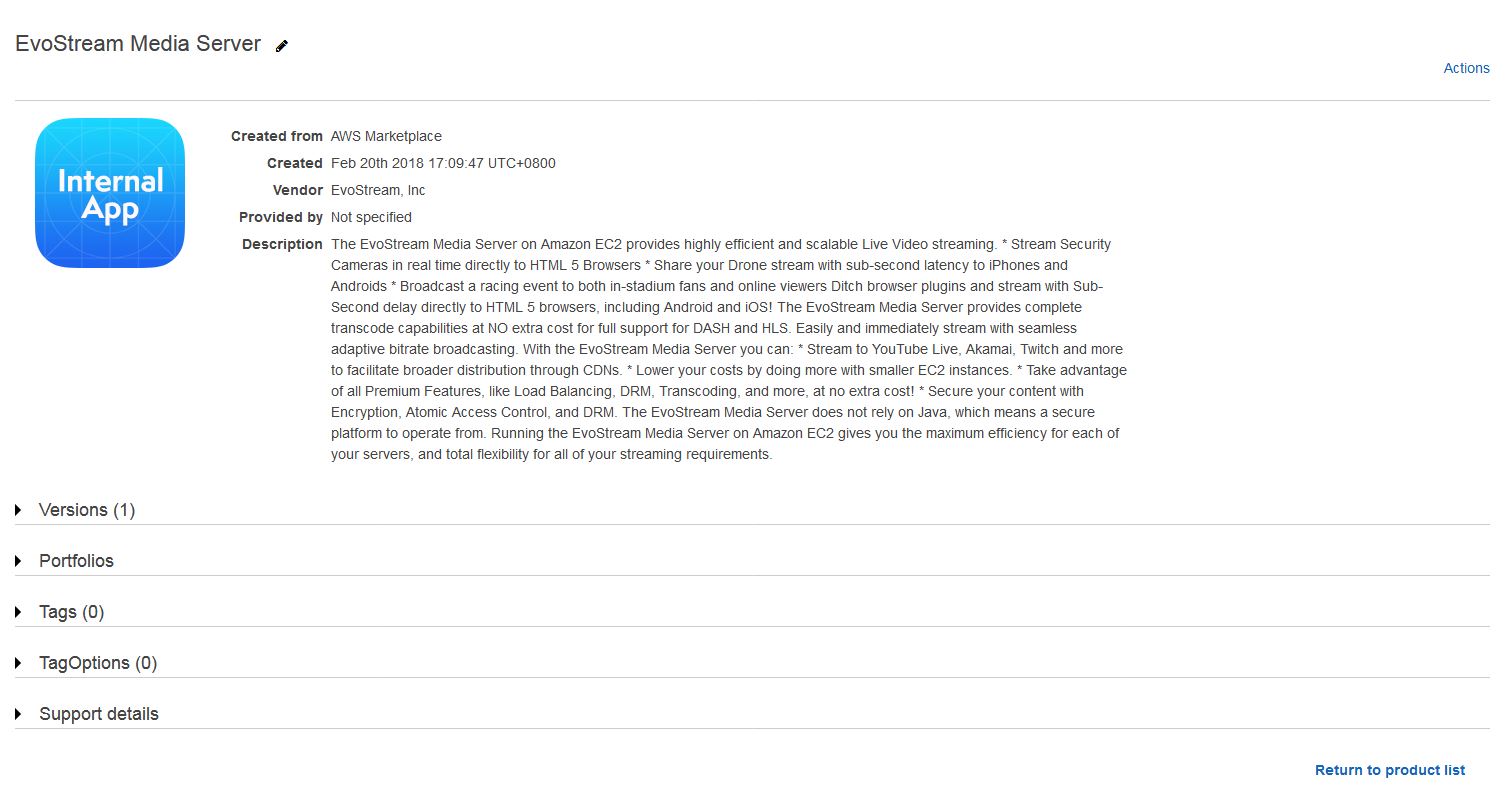 EvoStream Media Server
Actions
Internal
App
Created from AWS Marketplace
Created Feb 20th 2018 17:09:47 UTC+0800
Vendor EvoStream, Inc
Provided by Not specified
Description The EvoStream Media Server on Amazon EC2 provides highly efficient and scalable Live Video streaming. * Stream Security
Cameras in real time directly to HTML 5 Browsers * Share your Drone stream with sub-second latency to iPhones and
Androids * Broadcast a racing event to both in-stadium fans and online viewers Ditch browser plugins and stream with Sub-
Second delay directly to HTML 5 browsers, including Android and iOS! The EvoStream Media Server provides complete
transcode capabilities at NO extra cost for full support for DASH and HLS. Easily and immediately stream with seamless
adaptive bitrate broadcasting. With the EvoStream Media Server you can: * Stream to YouTube Live, Akamai, Twitch and more
to facilitate broader distribution through CDNs. * Lower your costs by doing more with smaller EC2 instances. * Take advantage
of all Premium Features, like Load Balancing, DRM, Transcoding, and more, at no extra cost! * Secure your content with
Encryption, Atomic Access Control, and DRM. The EvoStream Media Server does not rely on Java, which means a secure
platform to operate from. Running the EvoStream Media Server on Amazon EC2 gives you the maximum efficiency for each of
your servers, and total flexibility for all of your streaming requirements.
Versions (1)
Portfolios
Tags (0)
TagOptions (0)
Support details
Return to product list